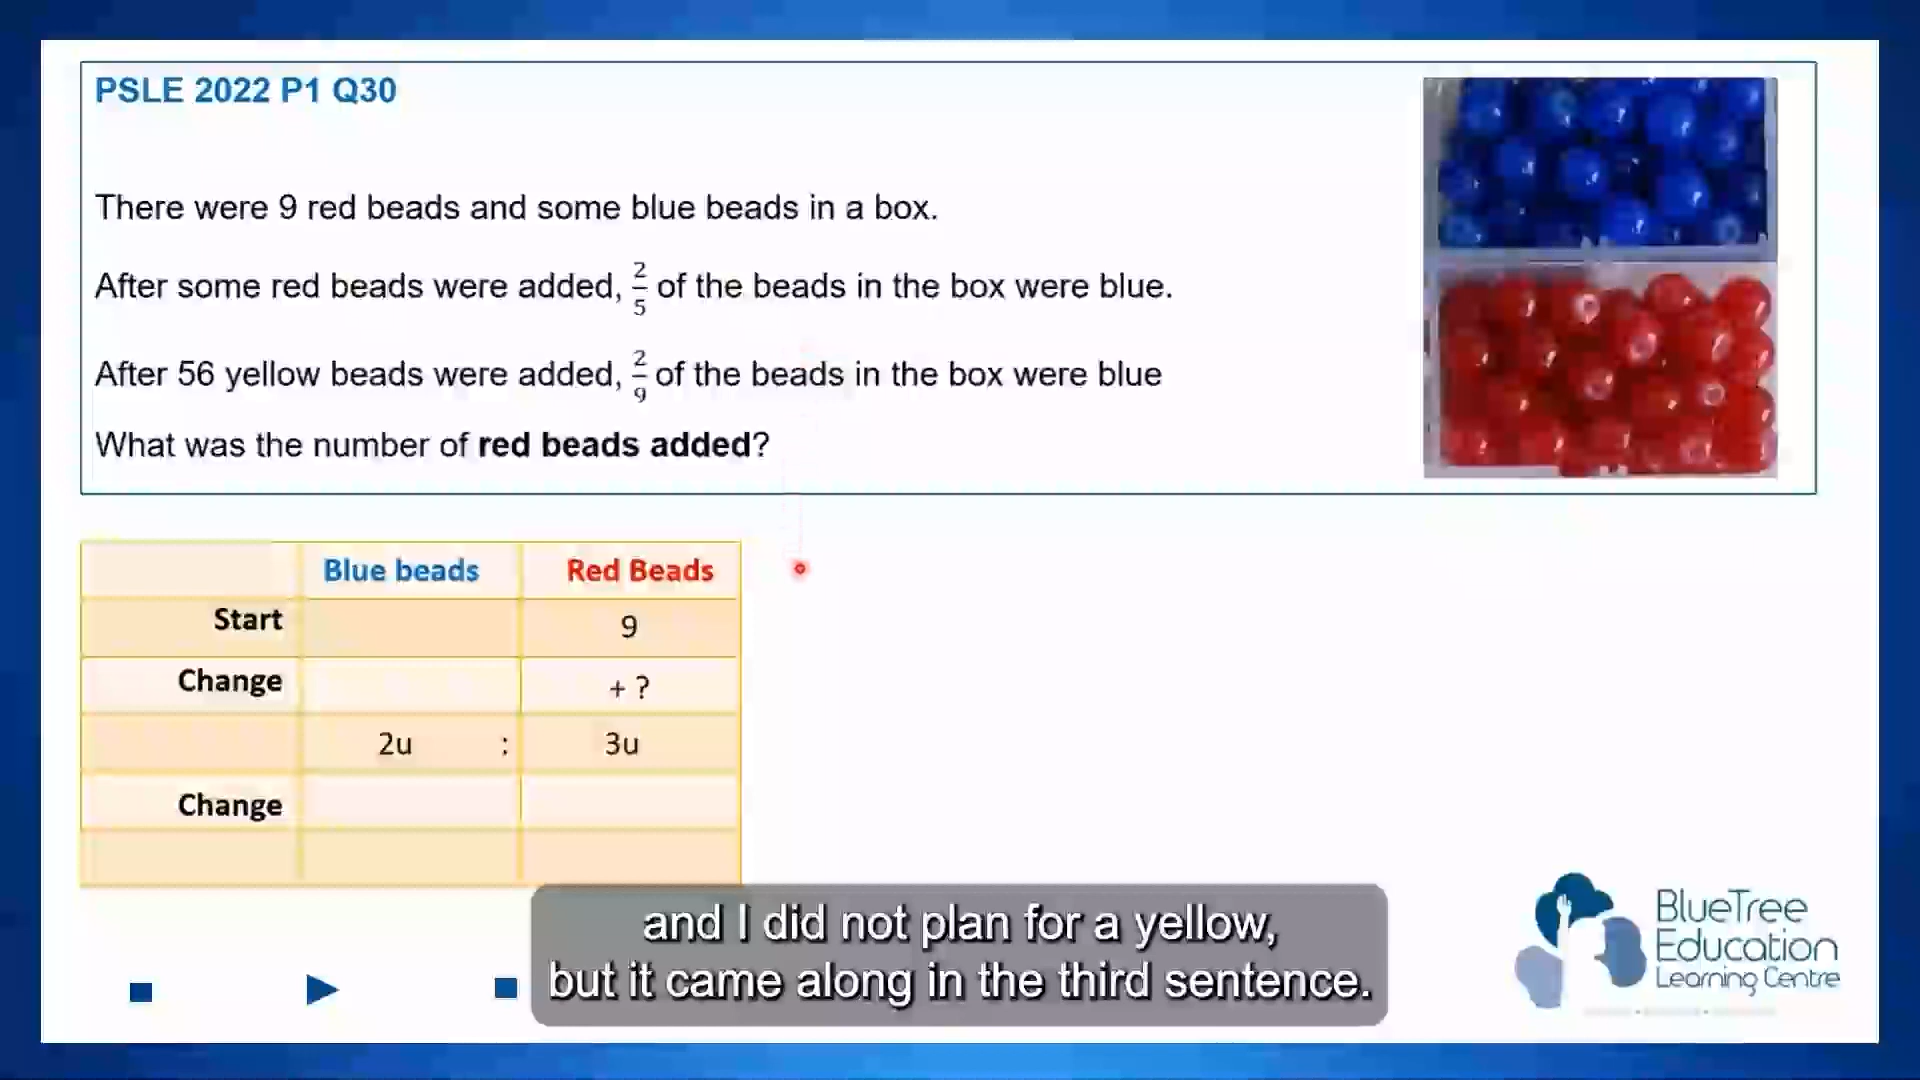 PSLE 2022 P1 Q30
There were 9 red beads and some blue beads in a box.
After some red beads were added, 2/5 of the beads in the box were blue.
After 56 yellow beads were added, 2/9 of the beads in the box were blue
What was the number of red beads added?
Blue beads Red Beads
Start 9
Change + ?
2u : 3u
Change
and I did not plan for a yellow,
but it came along in the third sentence.
BlueTree
Education
Learning Centre